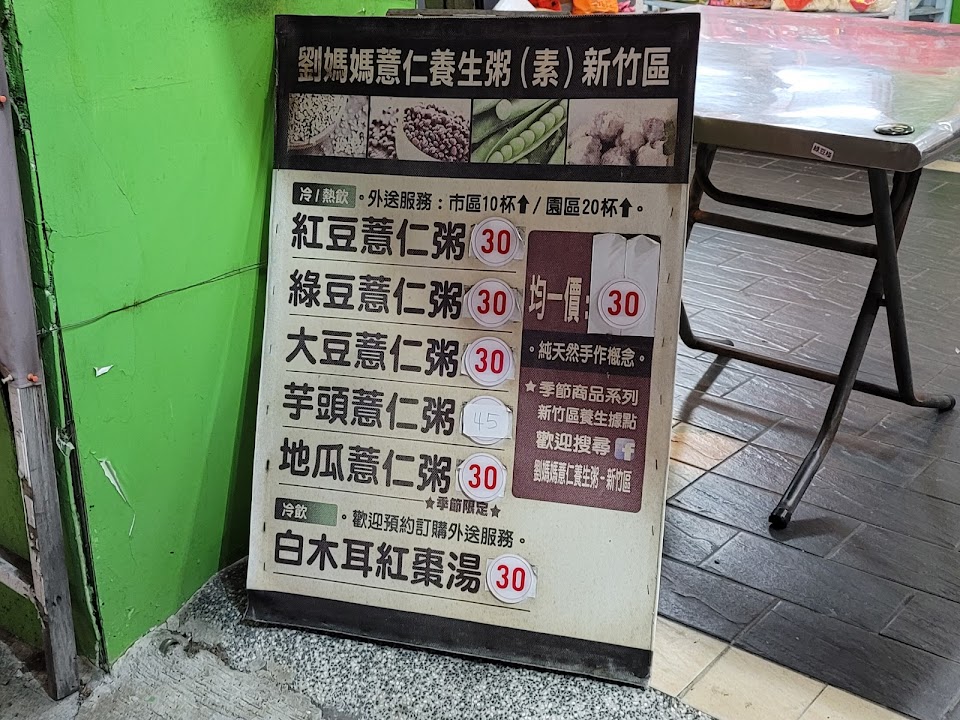 劉媽媽薏仁養生粥(素)新竹區
冷/熱飲。外送服務：市區10杯⬆/園區20杯⬆。
紅豆薏仁粥 30
綠豆薏仁粥 30
大豆薏仁粥 30
芋頭薏仁粥 45
地瓜薏仁粥 30
★季節限定★
冷飲。歡迎預約訂購外送服務。
白木耳紅棗湯 30
均一價：30
。純天然手作概念。
★季節商品系列
新竹區養生據點
歡迎搜尋 f
劉媽媽薏仁養生粥-新竹區